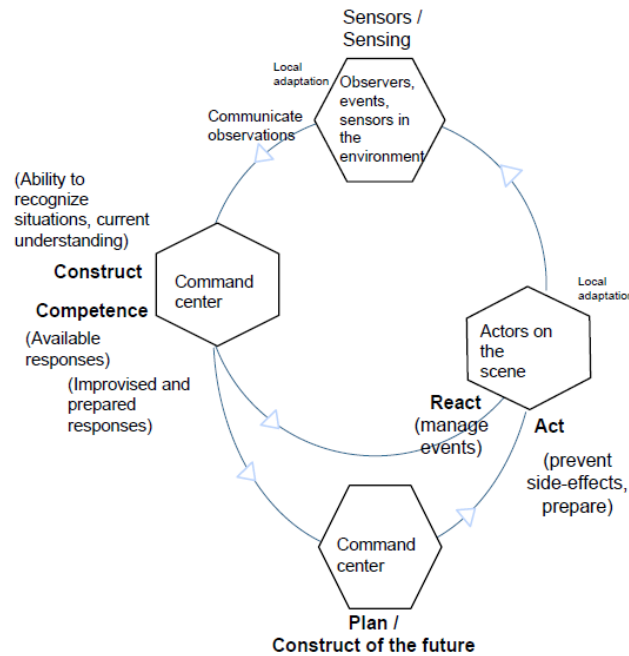 Sensors /
Sensing
Local
adaptation
Observers,
events,
sensors in
the
environment
Communicate
observations
(Ability to
recognize
situations, current
understanding)
Construct
Competence
Command
center
(Available
responses)
(Improvised and
prepared
responses)
Local
adaptation
Actors on
the
scene
React
(manage
events)
Act
(prevent
side-effects,
prepare)
Command
center
Plan /
Construct of the future